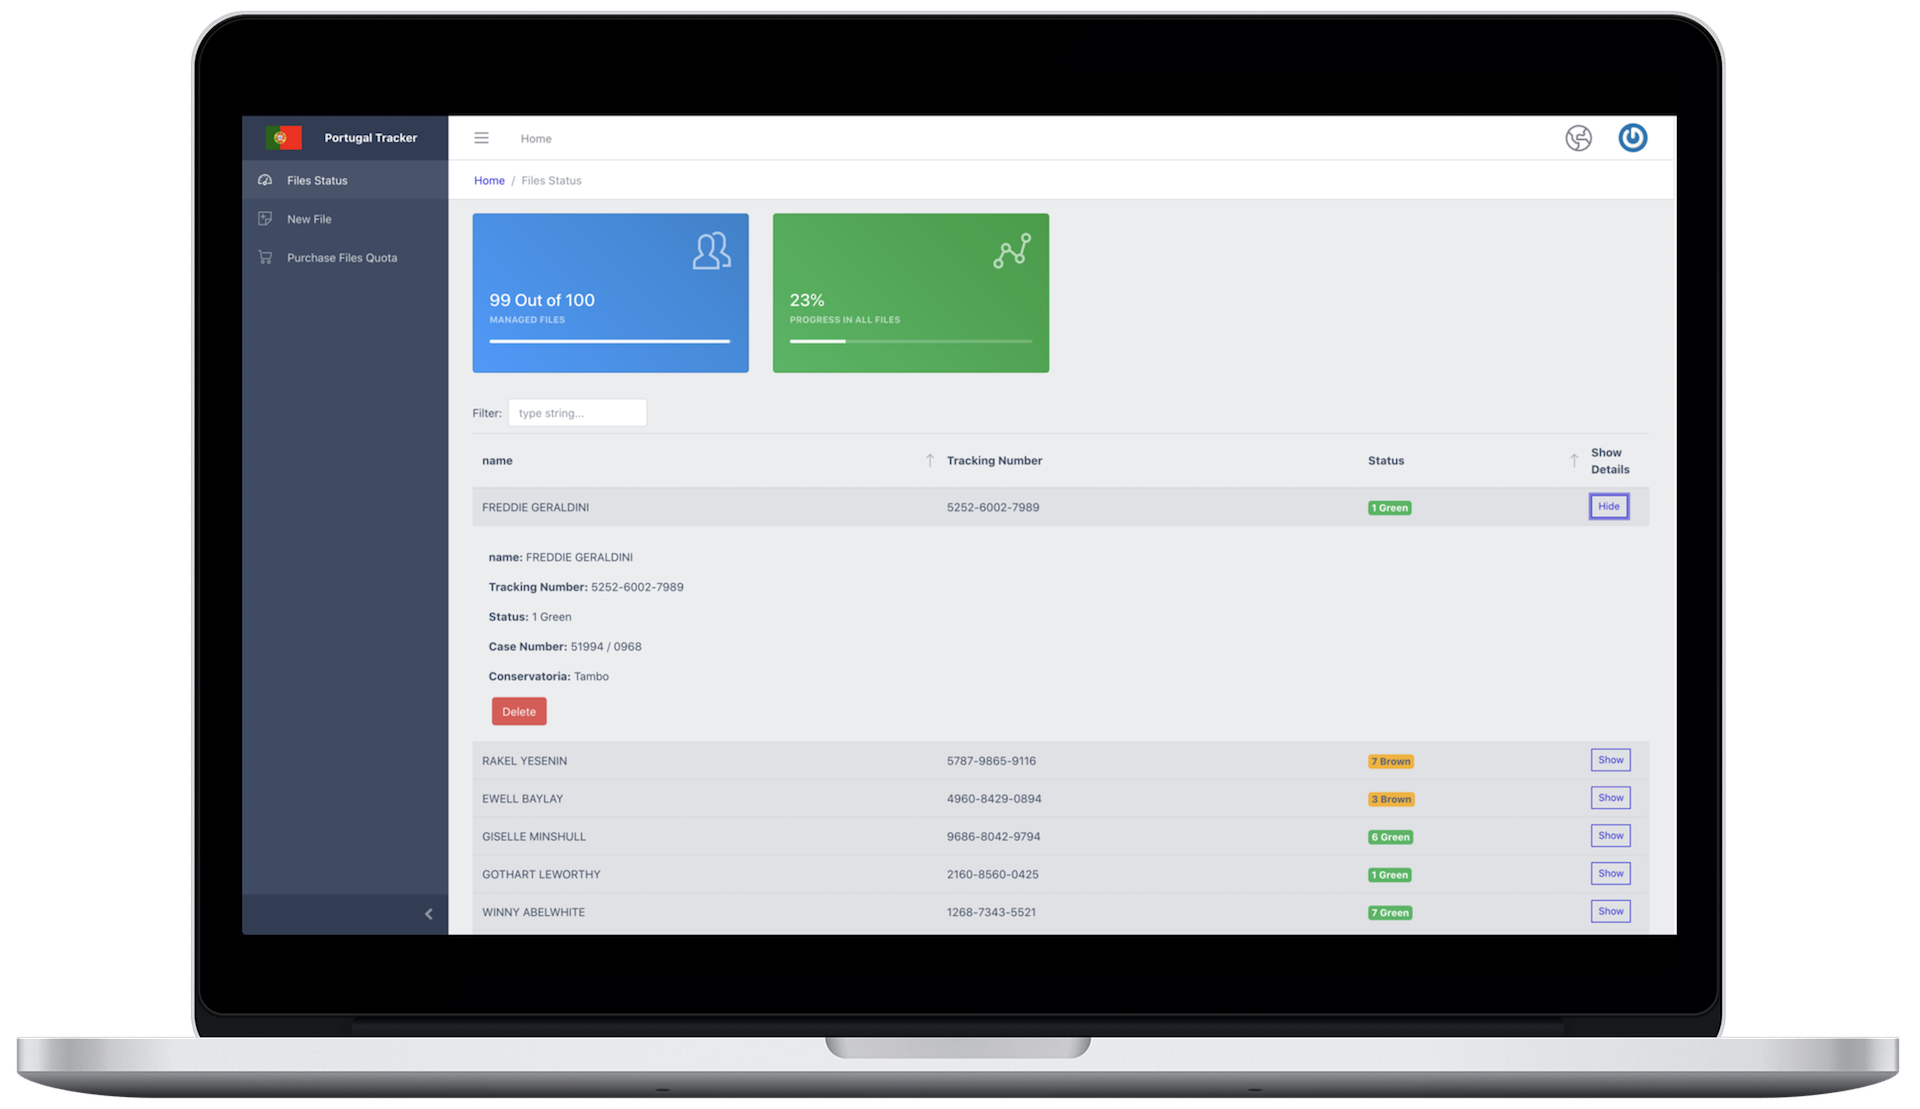 Portugal Tracker
Home
Files Status
New File
Purchase Files Quota
Home / Files Status
99 Out of 100
MANAGED FILES
23%
PROGRESS IN ALL FILES
Filter: type string...
name Tracking Number Status Show Details
FREDDIE GERALDINI 5252-6002-7989 1 Green Hide
name: FREDDIE GERALDINI
Tracking Number: 5252-6002-7989
Status: 1 Green
Case Number: 51994 / 0968
Conservatoria: Tambo
Delete
RAKEL YESENIN 5787-9865-9116 7 Brown Show
EWELL BAYLAY 4960-8429-0894 3 Brown Show
GISELLE MINSHULL 9686-8042-9794 6 Green Show
GOTHART LEWORTHY 2160-8560-0425 1 Green Show
WINNY ABELWHITE 1268-7343-5521 7 Green Show